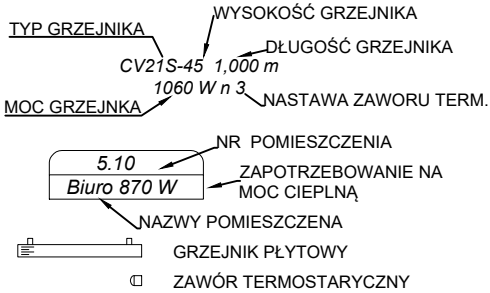 WYSOKOŚĆ GRZEJNIKA
TYP GRZEJNIKA
DŁUGOŚĆ GRZEJNIKA
CV21S-45 1,000 m
1060 W n 3
MOC GRZEJNKA
NASTAWA ZAWORU TERM.
NR POMIESZCZENIA
5.10
ZAPOTRZEBOWANIE NA
MOC CIEPLNĄ
Biuro 870 W
NAZWY POMIESZCZENA
GRZEJNIK PŁYTOWY
ZAWÓR TERMOSTARYCZNY